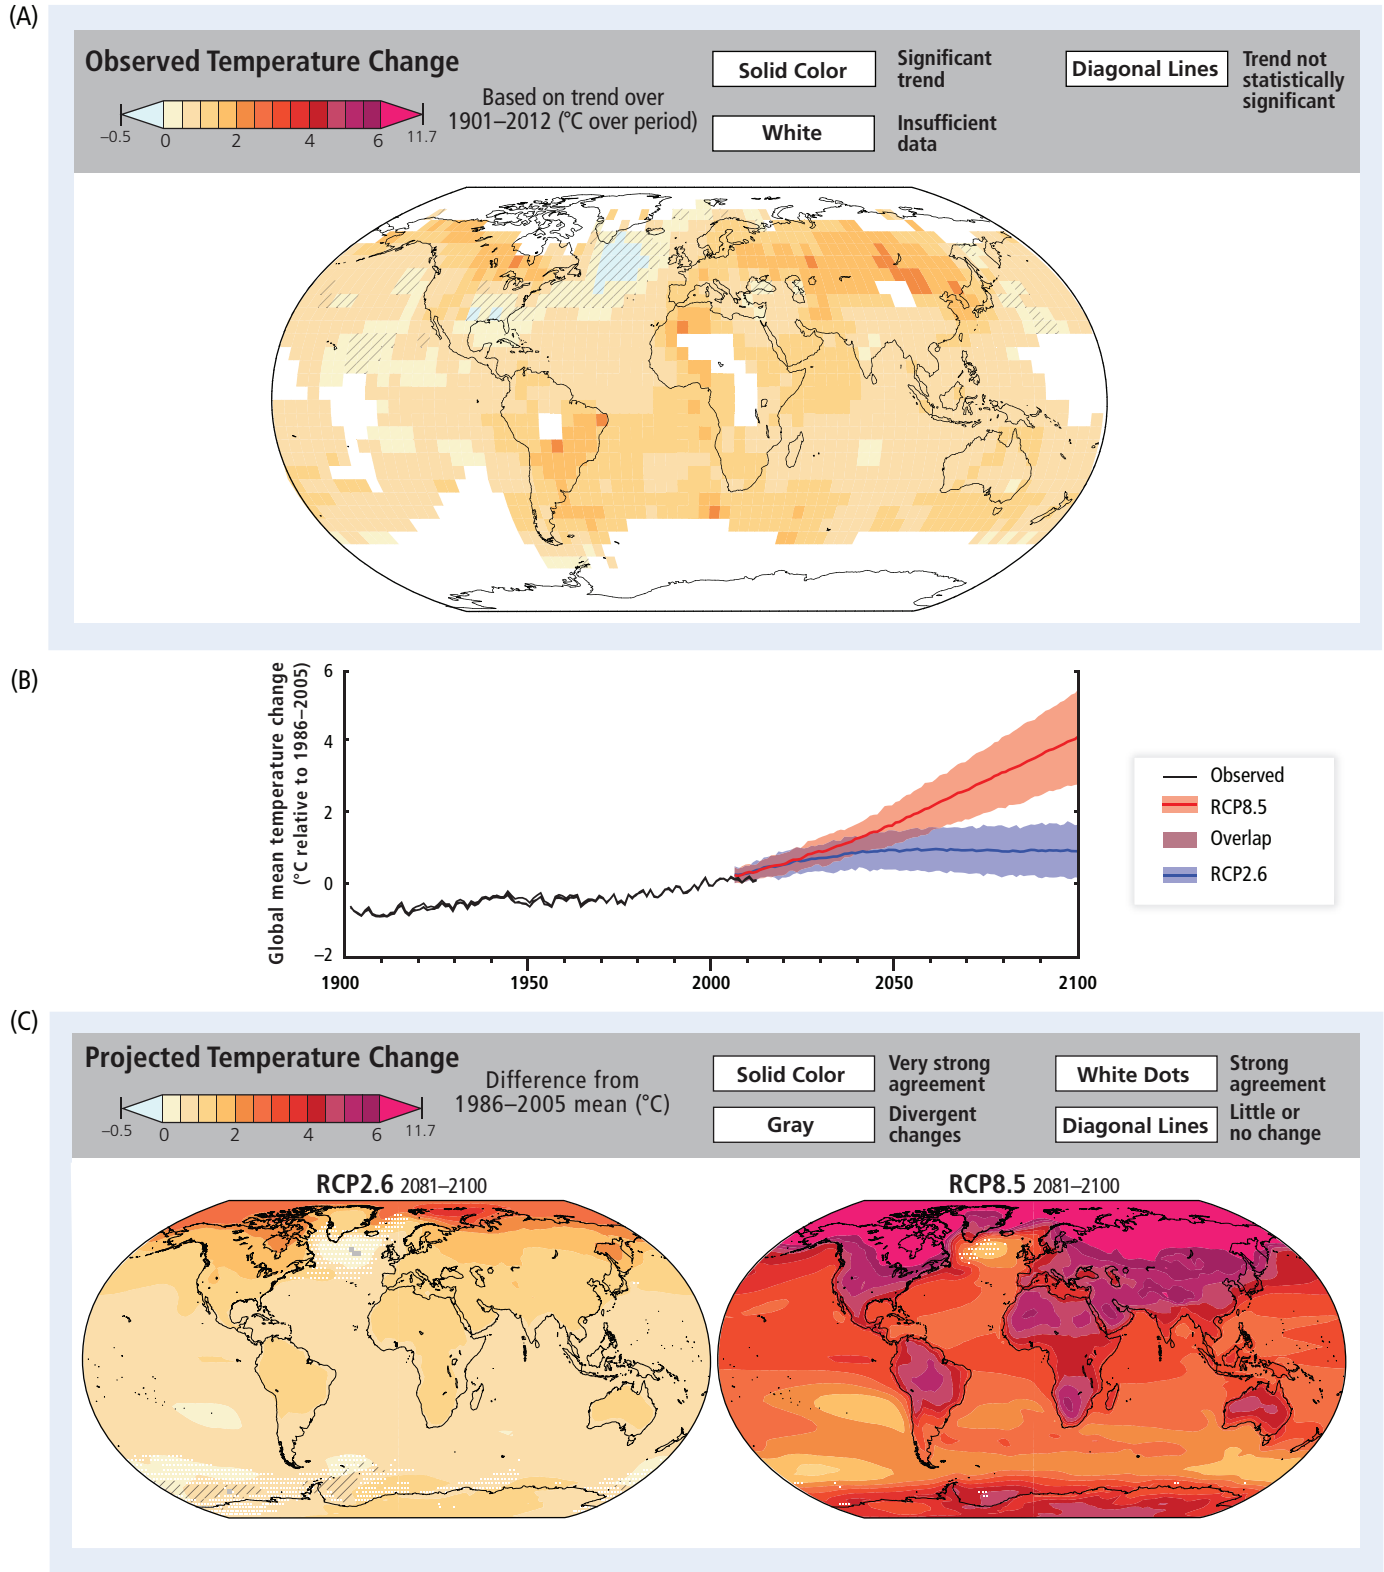 (A)
Observed Temperature Change
Based on trend over
1901–2012 (°C over period)
–0.5 0 2 4 6 11.7
Solid Color
Significant
trend
White
Insufficient
data
Diagonal Lines
Trend not
statistically
significant
(B)
Global mean temperature change
(°C relative to 1986–2005)
6
4
2
0
–2
1900 1950 2000 2050 2100
Observed
RCP8.5
Overlap
RCP2.6
(C)
Projected Temperature Change
Difference from
1986–2005 mean (°C)
–0.5 0 2 4 6 11.7
Solid Color
Very strong
agreement
Gray
Divergent
changes
White Dots
Strong
agreement
Diagonal Lines
Little or
no change
RCP2.6 2081–2100
RCP8.5 2081–2100